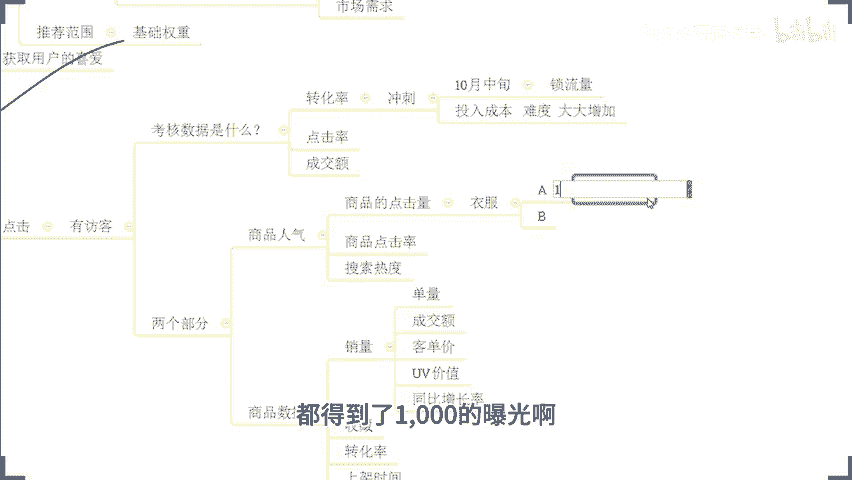 市场需求
推荐范围 基础权重
获取用户的喜爱
10月中旬 锁流量
转化率 冲刺
投入成本 难度 大大增加
考核数据是什么？
点击率
成交额
A 1
商品的点击量 衣服
B
点击 有访客
商品人气
商品点击率
搜索热度
单量
两个部分
成交额
销量 客单价
UV价值
同比增长率
商品数据
都得到了1,000的曝光啊
收藏
转化率
上架时间
bilibili